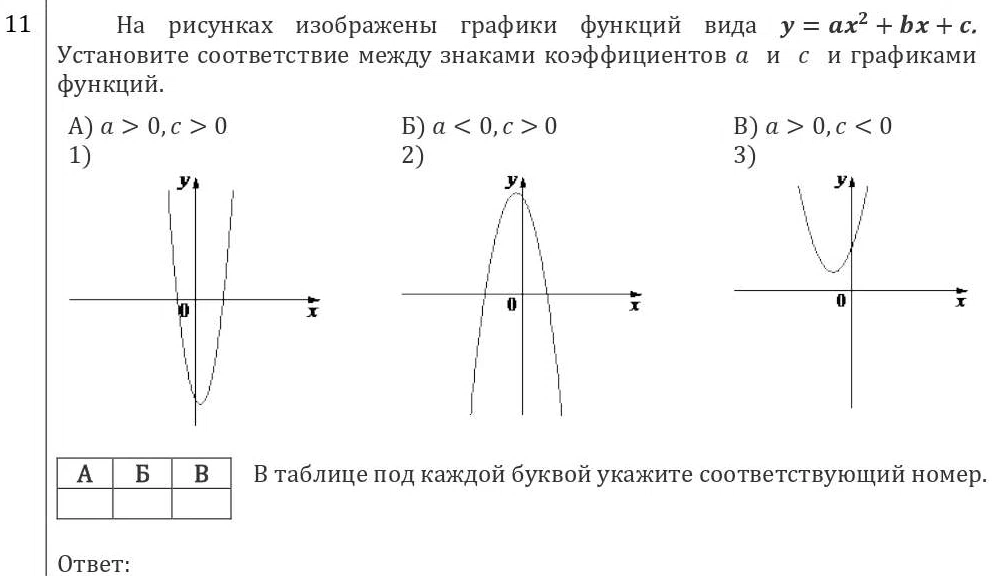 11 На рисунках изображены графики функций вида y = ax² + bx + c.
Установите соответствие между знаками коэффициентов a и c и графиками
функций.
А) a > 0, c > 0 Б) a < 0, c > 0 В) a > 0, c < 0
1) 2) 3)
y y y
0 x 0 x 0 x
А Б В В таблице под каждой буквой укажите соответствующий номер.
Ответ: